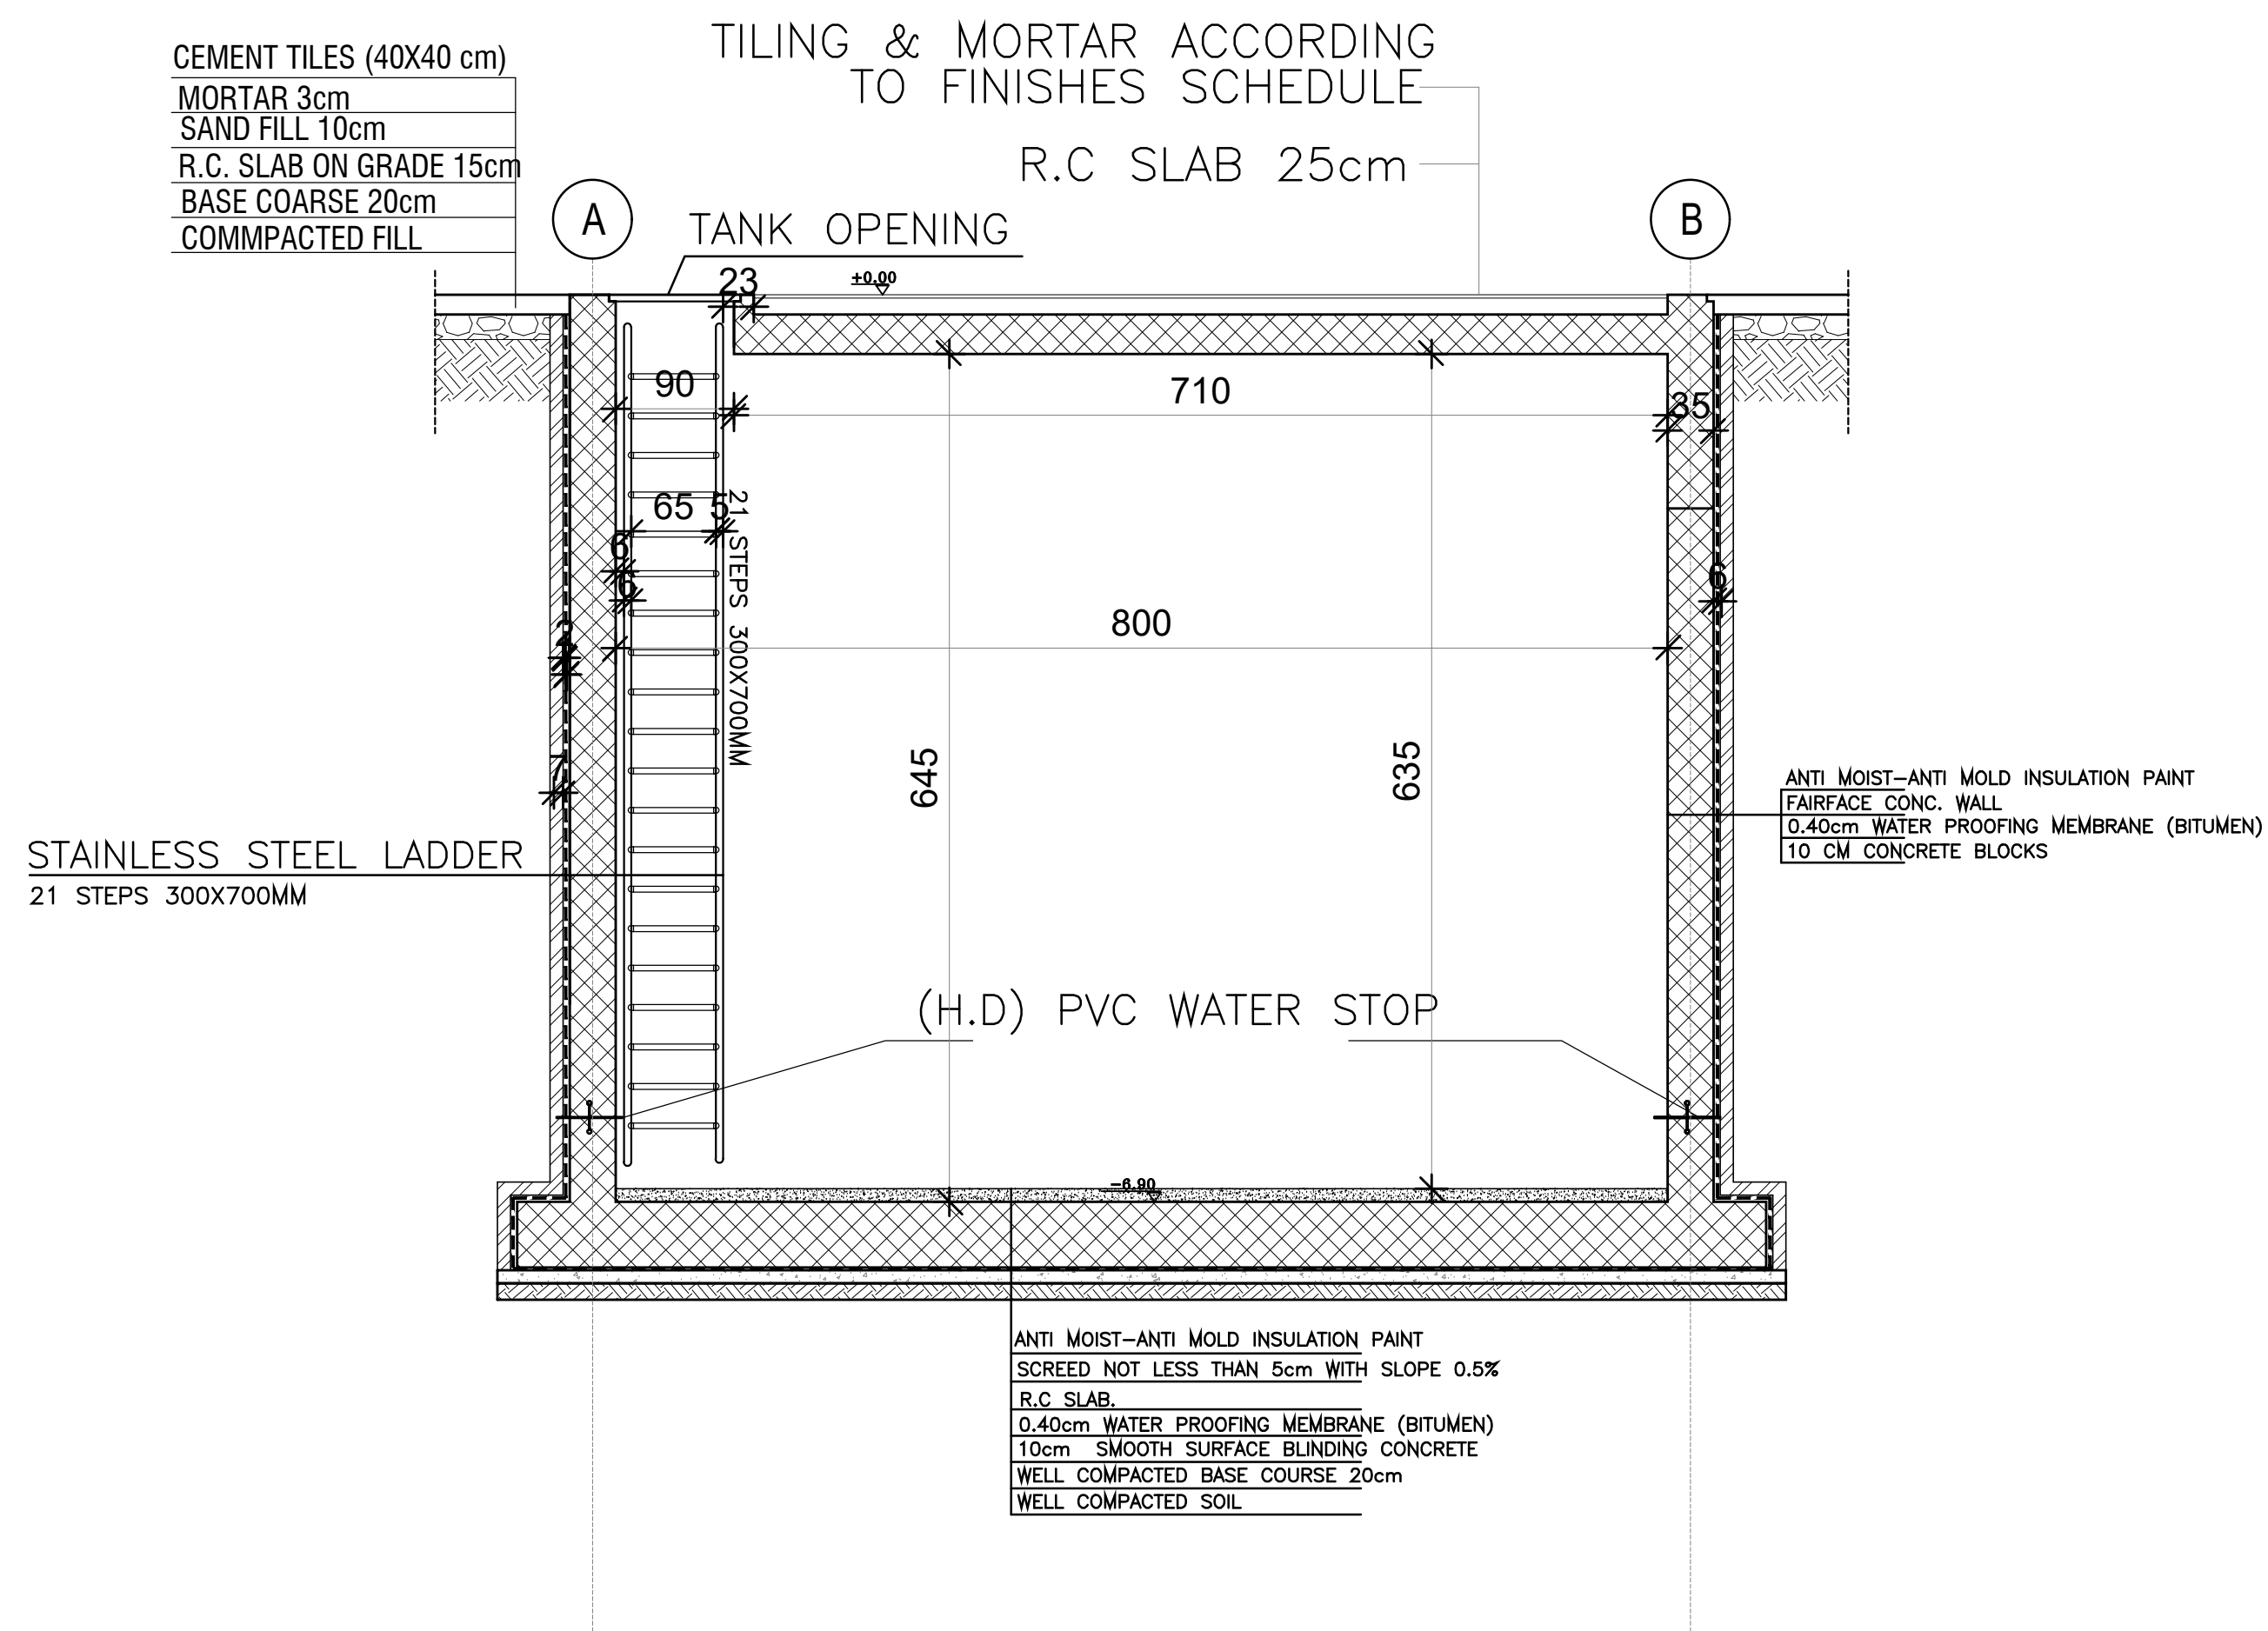 TILING & MORTAR ACCORDING
TO FINISHES SCHEDULE
R.C SLAB 25cm
CEMENT TILES (40X40 cm)
MORTAR 3cm
SAND FILL 10cm
R.C. SLAB ON GRADE 15cm
BASE COARSE 20cm
COMMPACTED FILL
A
B
TANK OPENING
23
+0.00
90
710
35
65
5
21 STEPS 300X700MM
6
6
6
800
2
7
645
635
STAINLESS STEEL LADDER
21 STEPS 300X700MM
ANTI MOIST-ANTI MOLD INSULATION PAINT
FAIRFACE CONC. WALL
0.40cm WATER PROOFING MEMBRANE (BITUMEN)
10 CM CONCRETE BLOCKS
(H.D) PVC WATER STOP
-6.90
ANTI MOIST-ANTI MOLD INSULATION PAINT
SCREED NOT LESS THAN 5cm WITH SLOPE 0.5%
R.C SLAB.
0.40cm WATER PROOFING MEMBRANE (BITUMEN)
10cm SMOOTH SURFACE BLINDING CONCRETE
WELL COMPACTED BASE COURSE 20cm
WELL COMPACTED SOIL